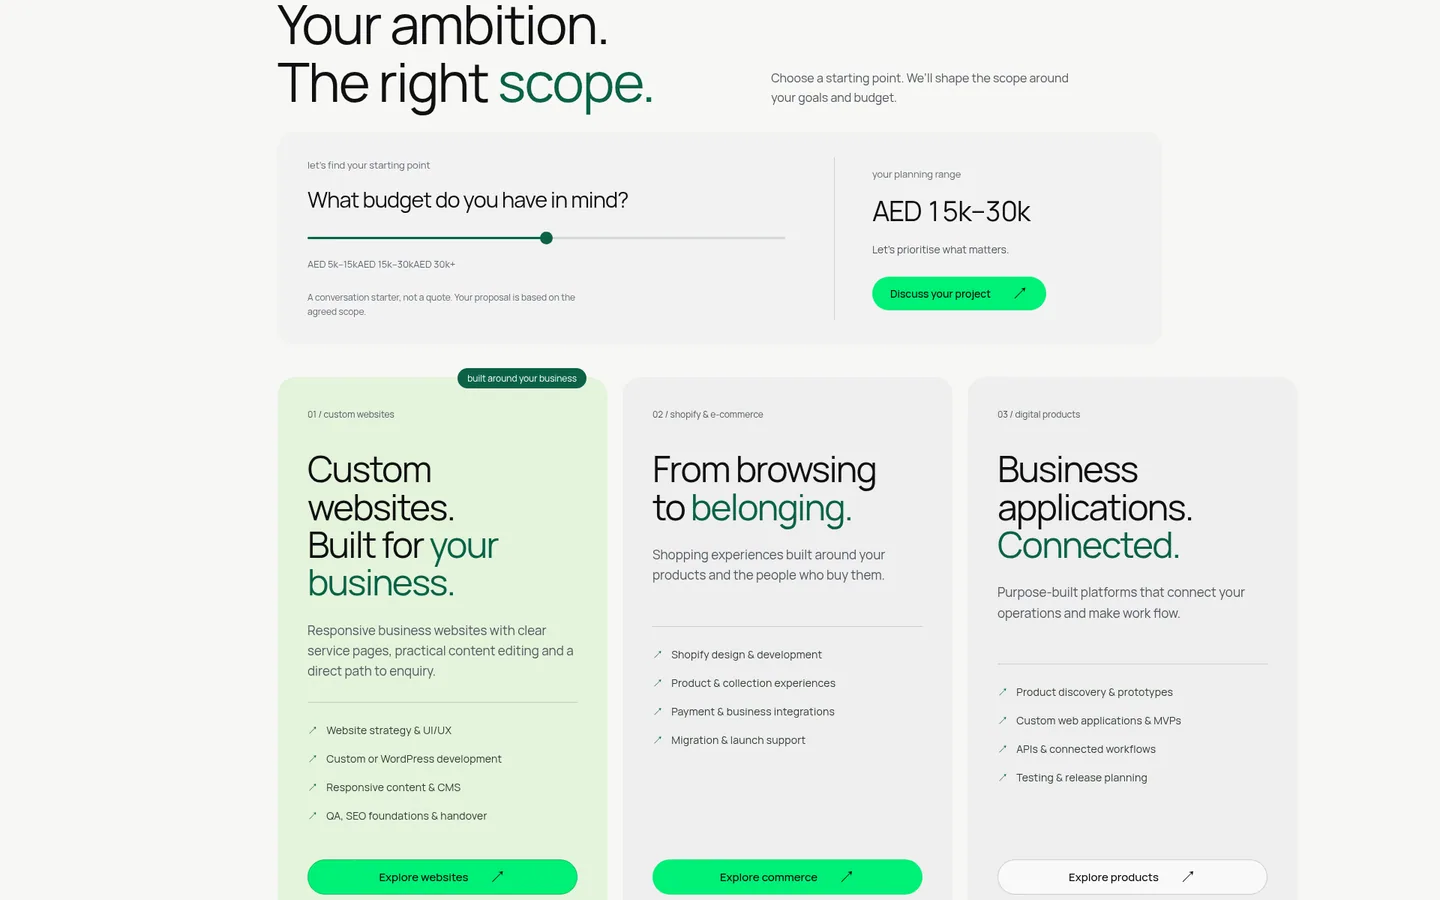 Your ambition.
The right scope.
Choose a starting point. We'll shape the scope around
your goals and budget.
let's find your starting point
What budget do you have in mind?
AED 5k–15kAED 15k–30kAED 30k+
A conversation starter, not a quote. Your proposal is based on the
agreed scope.
your planning range
AED 15k–30k
Let's prioritise what matters.
Discuss your project
built around your business
01 / custom websites
Custom
websites.
Built for your
business.
Responsive business websites with clear
service pages, practical content editing and a
direct path to enquiry.
Website strategy & UI/UX
Custom or WordPress development
Responsive content & CMS
QA, SEO foundations & handover
Explore websites
02 / shopify & e-commerce
From browsing
to belonging.
Shopping experiences built around your
products and the people who buy them.
Shopify design & development
Product & collection experiences
Payment & business integrations
Migration & launch support
Explore commerce
03 / digital products
Business
applications.
Connected.
Purpose-built platforms that connect your
operations and make work flow.
Product discovery & prototypes
Custom web applications & MVPs
APIs & connected workflows
Testing & release planning
Explore products